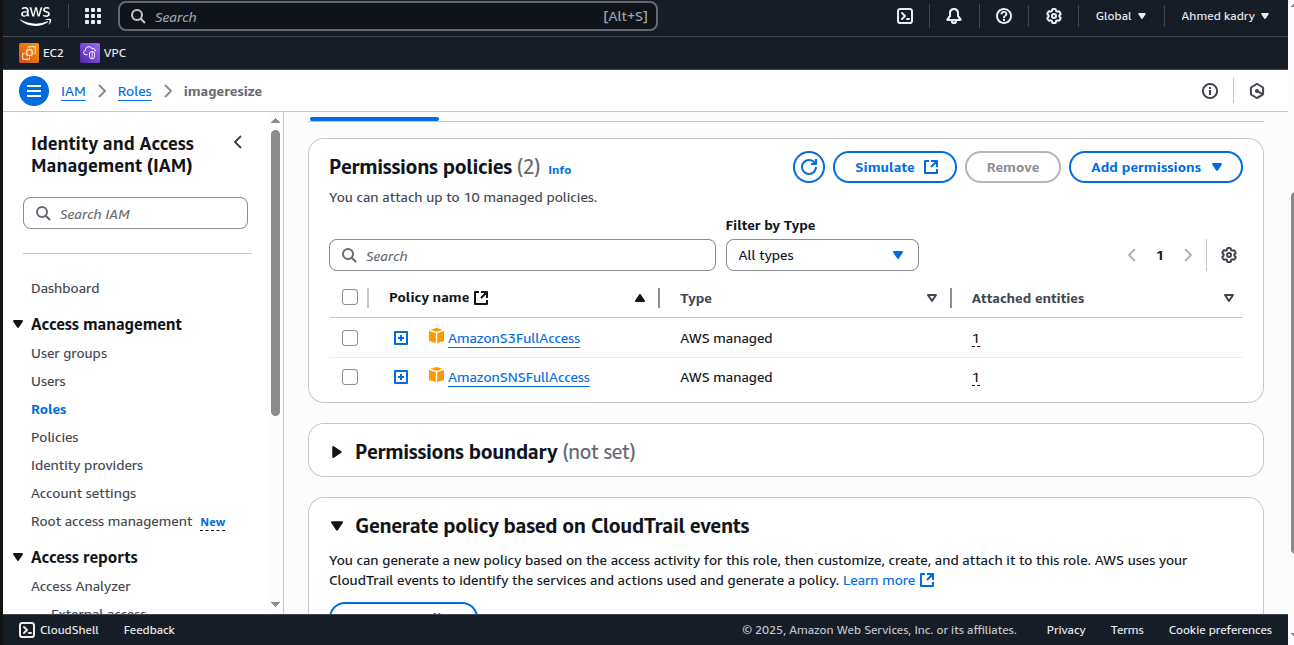 aws Search [Alt+S] Global Ahmed kadry
EC2 VPC
IAM Roles imageresize
Identity and Access
Management (IAM)
Search IAM
Dashboard
Access management
User groups
Users
Roles
Policies
Identity providers
Account settings
Root access management New
Access reports
Access Analyzer
External access
Permissions policies (2) Info
Simulate Remove Add permissions
You can attach up to 10 managed policies.
Filter by Type
Search All types 1
Policy name Type Attached entities
AmazonS3FullAccess AWS managed 1
AmazonSNSFullAccess AWS managed 1
Permissions boundary (not set)
Generate policy based on CloudTrail events
You can generate a new policy based on the access activity for this role, then customize, create, and attach it to this role. AWS uses your
CloudTrail events to identify the services and actions used and generate a policy. Learn more
CloudShell Feedback © 2025, Amazon Web Services, Inc. or its affiliates. Privacy Terms Cookie preferences